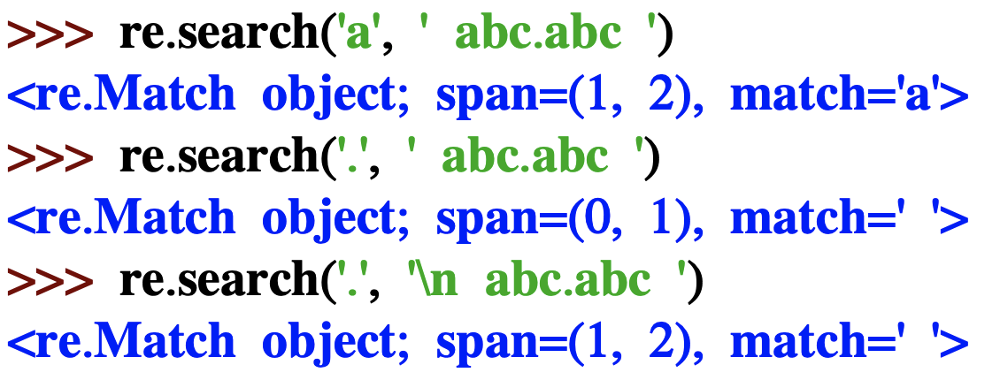 >>> re.search('a', ' abc.abc ')
<re.Match object; span=(1, 2), match='a'>
>>> re.search('.', ' abc.abc ')
<re.Match object; span=(0, 1), match=' '>
>>> re.search('.', '\n abc.abc ')
<re.Match object; span=(1, 2), match=' '>